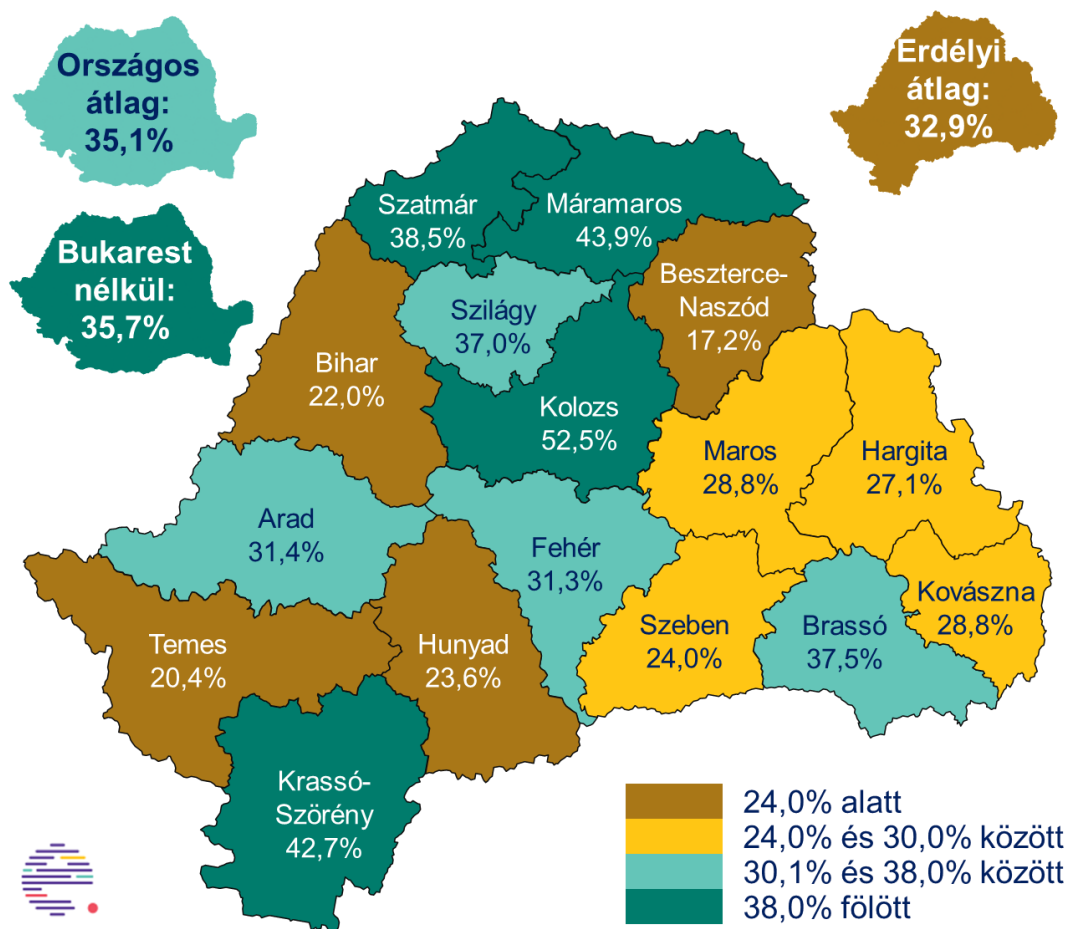 Országos
átlag:
35,1%
Erdélyi
átlag:
32,9%
Bukarest
nélkül:
35,7%
Szatmár
38,5%
Máramaros
43,9%
Beszterce-
Naszód
17,2%
Szilágy
37,0%
Bihar
22,0%
Kolozs
52,5%
Maros
28,8%
Hargita
27,1%
Arad
31,4%
Fehér
31,3%
Kovászna
28,8%
Temes
20,4%
Hunyad
23,6%
Szeben
24,0%
Brassó
37,5%
Krassó-
Szörény
42,7%
24,0% alatt
24,0% és 30,0% között
30,1% és 38,0% között
38,0% fölött